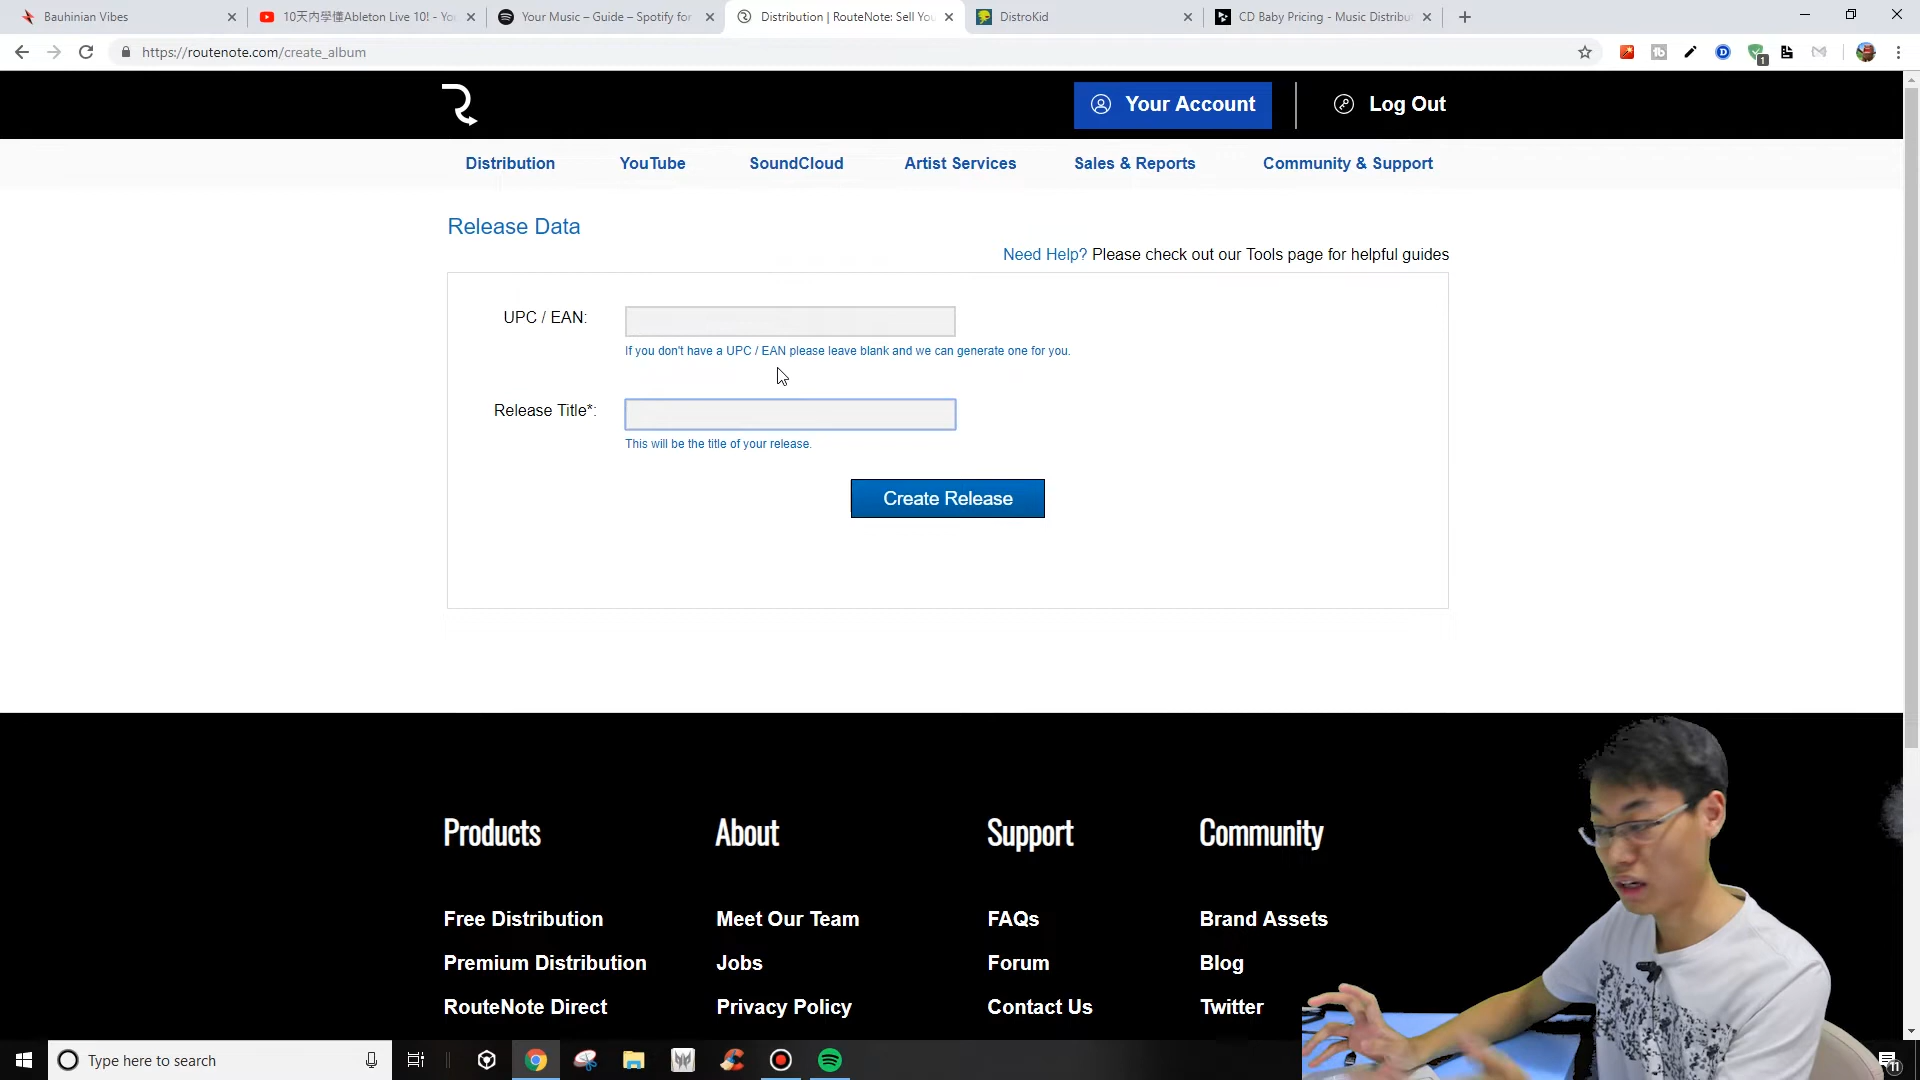 Bauhinian Vibes
10天內學懂Ableton Live 10! - Yo
Your Music – Guide – Spotify for
Distribution | RouteNote: Sell You
DistroKid
CD Baby Pricing - Music Distribu
https://routenote.com/create_album
1
Your Account
Log Out
Distribution
YouTube
SoundCloud
Artist Services
Sales & Reports
Community & Support
Release Data
Need Help? Please check out our Tools page for helpful guides
UPC / EAN:
If you don't have a UPC / EAN please leave blank and we can generate one for you.
Release Title*:
This will be the title of your release.
Create Release
Products
About
Support
Community
Free Distribution
Meet Our Team
FAQs
Brand Assets
Premium Distribution
Jobs
Forum
Blog
RouteNote Direct
Privacy Policy
Contact Us
Twitter
Type here to search
11